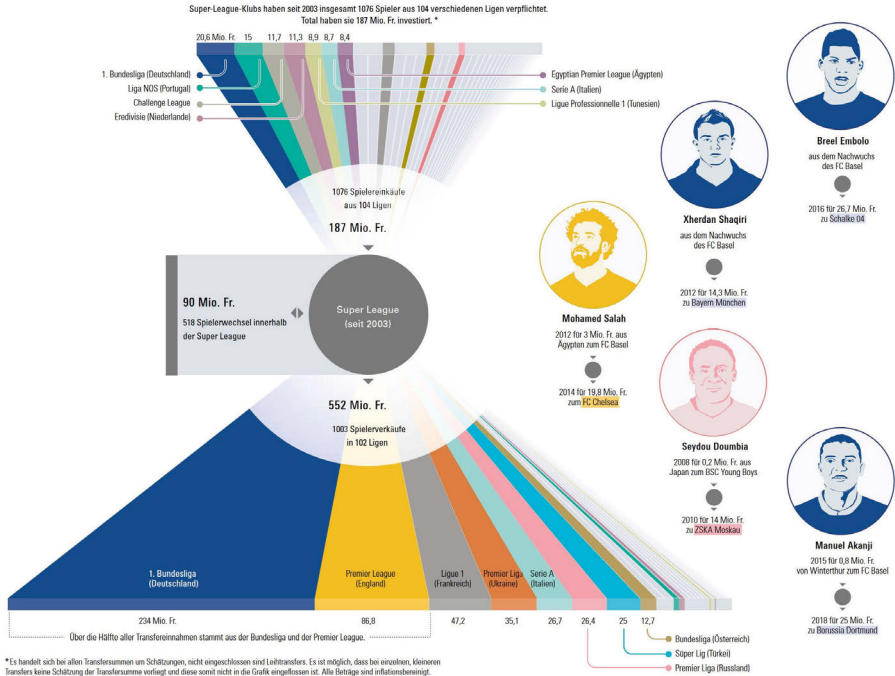 Super-League-Klubs haben seit 2003 insgesamt 1076 Spieler aus 104 verschiedenen Ligen verpflichtet.
Total haben sie 187 Mio. Fr. investiert. *
20,6 Mio. Fr. 15 11,7 11,3 8,9 8,7 8,4
1. Bundesliga (Deutschland)
Liga NOS (Portugal)
Challenge League
Eredivisie (Niederlande)
Egyptian Premier League (Ägypten)
Serie A (Italien)
Ligue Professionnelle 1 (Tunesien)
1076 Spielereinkäufe
aus 104 Ligen
187 Mio. Fr.
90 Mio. Fr.
518 Spielerwechsel innerhalb
der Super League
Super League
(seit 2003)
552 Mio. Fr.
1003 Spielerverkäufe
in 102 Ligen
1. Bundesliga
(Deutschland)
Premier League
(England)
Ligue 1
(Frankreich)
Premier Liga
(Ukraine)
Serie A
(Italien)
234 Mio. Fr. 86,8 47,2 35,1 26,7 26,4 25 12,7
Über die Hälfte aller Transfereinnahmen stammt aus der Bundesliga und der Premier League.
Bundesliga (Österreich)
Süper Lig (Türkei)
Premier Liga (Russland)
* Es handelt sich bei allen Transfersummen um Schätzungen, nicht eingeschlossen sind Leihtransfers. Es ist möglich, dass bei einzelnen, kleineren
Transfers keine Schätzung der Transfersumme vorliegt und diese somit nicht in die Grafik eingeflossen ist. Alle Beträge sind inflationsbereinigt.
Mohamed Salah
2012 für 3 Mio. Fr. aus
Ägypten zum FC Basel
2014 für 19,8 Mio. Fr.
zum FC Chelsea
Xherdan Shaqiri
aus dem Nachwuchs
des FC Basel
2012 für 14,3 Mio. Fr.
zu Bayern München
Breel Embolo
aus dem Nachwuchs
des FC Basel
2016 für 26,7 Mio. Fr.
zu Schalke 04
Seydou Doumbia
2008 für 0,2 Mio. Fr. aus
Japan zum BSC Young Boys
2010 für 14 Mio. Fr.
zu ZSKA Moskau
Manuel Akanji
2015 für 0,8 Mio. Fr.
von Winterthur zum FC Basel
2018 für 25 Mio. Fr.
zu Borussia Dortmund